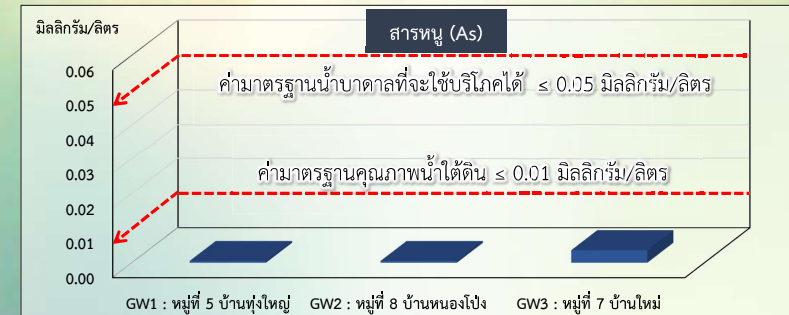 มิลลิกรัม/ลิตร
สารหนู (As)
0.06
0.05
0.04
0.03
0.02
0.01
0.00
ค่ามาตรฐานน้ำบาดาลที่จะใช้บริโภคได้ ≤ 0.05 มิลลิกรัม/ลิตร
ค่ามาตรฐานคุณภาพน้ำใต้ดิน ≤ 0.01 มิลลิกรัม/ลิตร
GW1 : หมู่ที่ 5 บ้านทุ่งใหญ่ GW2 : หมู่ที่ 8 บ้านหนองโป่ง GW3 : หมู่ที่ 7 บ้านใหม่